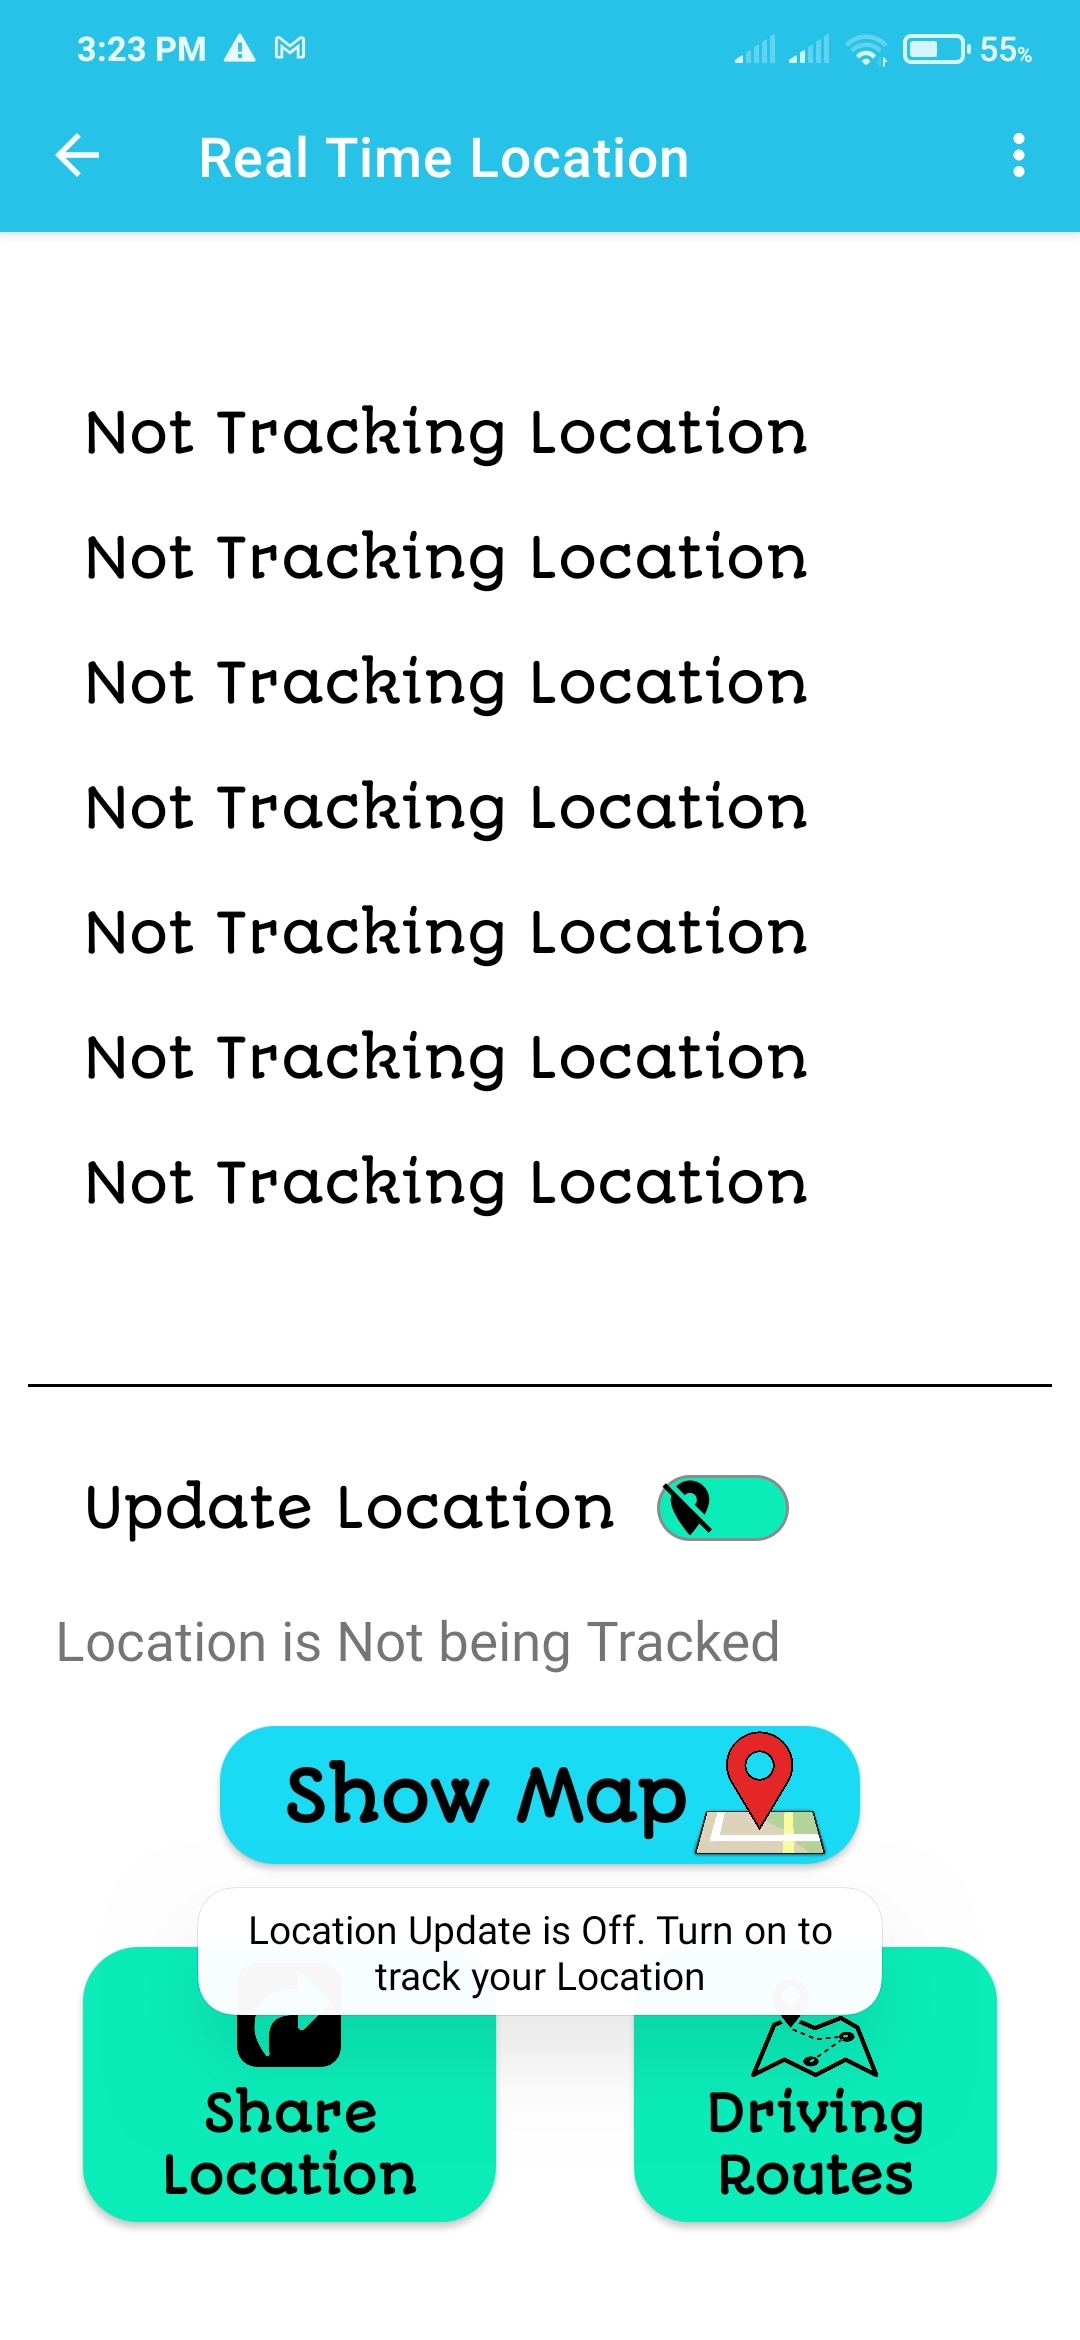 3:23 PM 55%
Real Time Location
Not Tracking Location
Not Tracking Location
Not Tracking Location
Not Tracking Location
Not Tracking Location
Not Tracking Location
Not Tracking Location
Update Location
Location is Not being Tracked
Show Map
Location Update is Off. Turn on to
track your Location
Share
Location
Driving
Routes